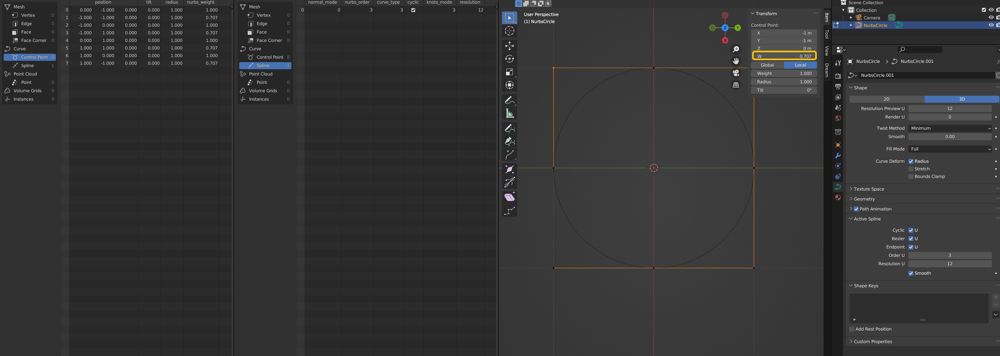 Mesh
Vertex 0
Edge 0
Face 0
Face Corner 0
Curve
Control Point 8
Spline 1
Point Cloud
Point 0
Volume Grids 0
Instances 0
position tilt radius nurbs_weight
0 0.000 -1.000 0.000 0.000 1.000 1.000
1 -1.000 -1.000 0.000 0.000 1.000 0.707
2 -1.000 0.000 0.000 0.000 1.000 1.000
3 -1.000 1.000 0.000 0.000 1.000 0.707
4 0.000 1.000 0.000 0.000 1.000 1.000
5 1.000 1.000 0.000 0.000 1.000 0.707
6 1.000 0.000 0.000 0.000 1.000 1.000
7 1.000 -1.000 0.000 0.000 1.000 0.707
Mesh
Vertex 0
Edge 0
Face 0
Face Corner 0
Curve
Control Point 8
Spline 1
Point Cloud
Point 0
Volume Grids 0
Instances 0
normal_mode nurbs_order curve_type cyclic knots_mode resolution
0 0 3 3 3 12
User Perspective
(1) NurbsCircle
Z
Y
X
Transform
Control Point:
X -1 m
Y -1 m
Z 0 m
W 0.707
Global Local
Weight 1.000
Radius 1.000
Tilt 0°
Item
Tool
View
Dream
Scene Collection
Collection
Camera
NurbsCircle
NurbsCircle > NurbsCircle.001
NurbsCircle.001
Shape
2D 3D
Resolution Preview U 12
Render U 0
Twist Method Minimum
Smooth 0.00
Fill Mode Full
Curve Deform Radius
Stretch
Bounds Clamp
Texture Space
Geometry
Path Animation
Active Spline
Cyclic U
Bezier U
Endpoint U
Order U 3
Resolution U 12
Smooth
Shape Keys
Add Rest Position
Custom Properties